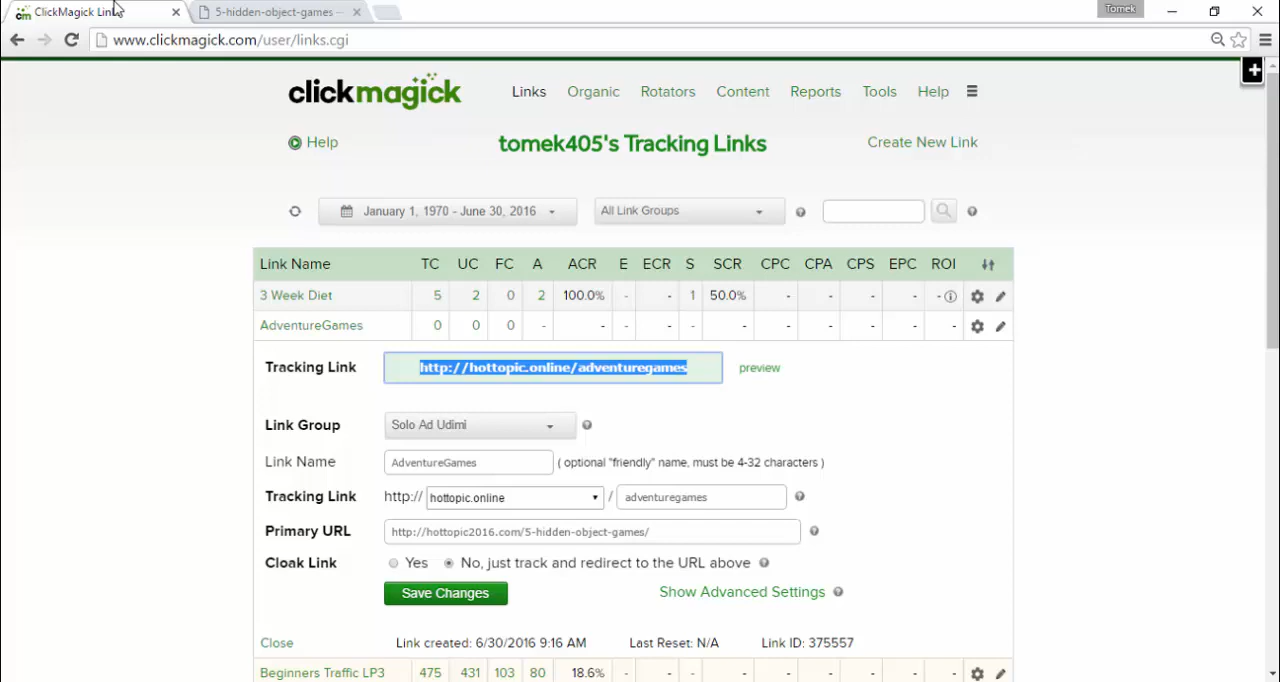 ClickMagick Link
5-hidden-object-games –
Tomek
www.clickmagick.com/user/links.cgi
clickmagick
Links Organic Rotators Content Reports Tools Help
Help
tomek405's Tracking Links
Create New Link
January 1, 1970 - June 30, 2016
All Link Groups
Link Name TC UC FC A ACR E ECR S SCR CPC CPA CPS EPC ROI
3 Week Diet 5 2 0 2 100.0% - - 1 50.0% - - - - -
AdventureGames 0 0 0 - - - - - - - - - - -
Tracking Link http://hottopic.online/adventuregames preview
Link Group Solo Ad Udimi
Link Name AdventureGames ( optional "friendly" name, must be 4-32 characters )
Tracking Link http:// hottopic.online / adventuregames
Primary URL http://hottopic2016.com/5-hidden-object-games/
Cloak Link Yes No, just track and redirect to the URL above
Save Changes Show Advanced Settings
Close Link created: 6/30/2016 9:16 AM Last Reset: N/A Link ID: 375557
Beginners Traffic LP3 475 431 103 80 18.6% - - - - - - - - -